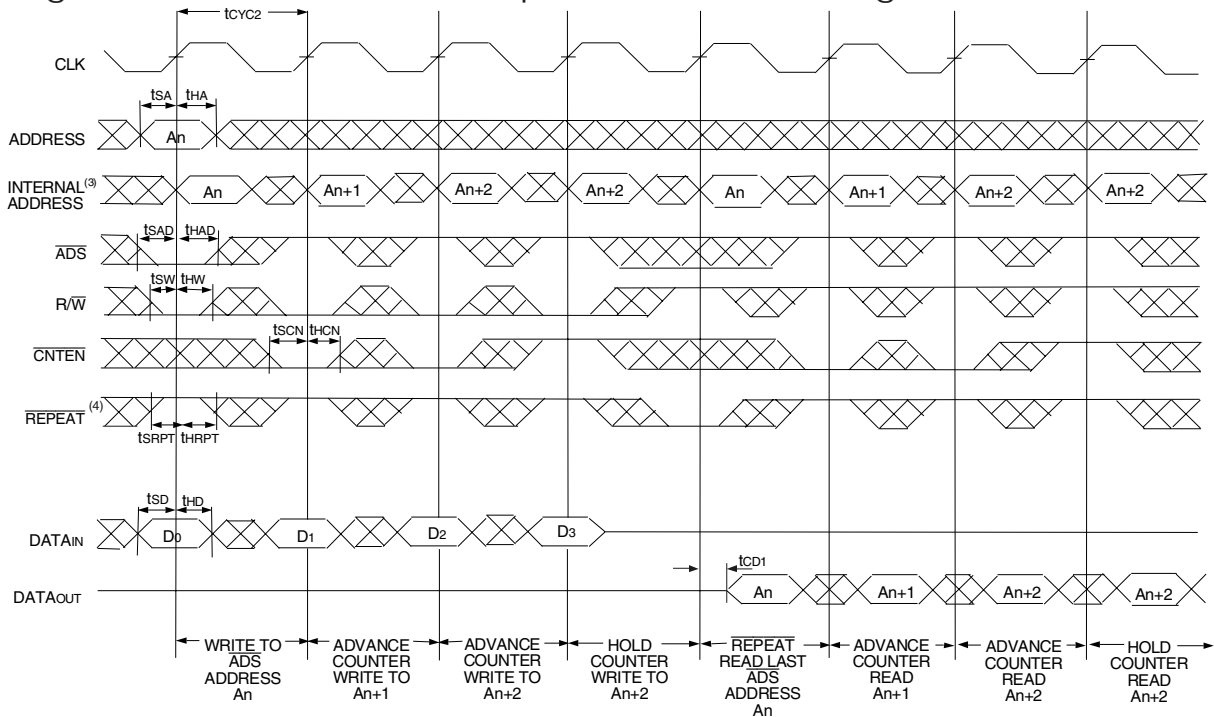 tCYC2
CLK
tSA tHA
ADDRESS An
INTERNAL(3) ADDRESS An An+1 An+2 An+2 An An+1 An+2 An+2
tSAD tHAD
ADS
tSW tHW
R/W
tSCN tHCN
CNTEN
REPEAT (4)
tSRPT tHRPT
tSD tHD
DATAIN D0 D1 D2 D3
tCD1
DATAOUT An An+1 An+2 An+2
WRITE TO ADS ADDRESS An
ADVANCE COUNTER WRITE TO An+1
ADVANCE COUNTER WRITE TO An+2
HOLD COUNTER WRITE TO An+2
REPEAT READ LAST ADS ADDRESS An
ADVANCE COUNTER READ An+1
ADVANCE COUNTER READ An+2
HOLD COUNTER READ An+2